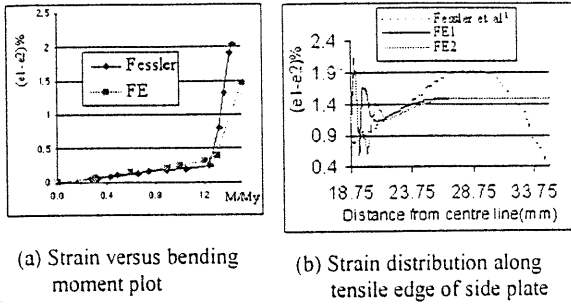 (e1-e2)%
2.5
2
1.5
1
0.5
0
Fessler
FE
0.0
0.4
0.8
12
M/My
(a) Strain versus bending
moment plot
(e1-e2)%
2.4
1.9
1.4
0.9
0.4
Fessler et al¹
FE1
FE2
18.75
23.75
28.75
33.75
Distance from centre line(mm)
(b) Strain distribution along
tensile edge of side plate